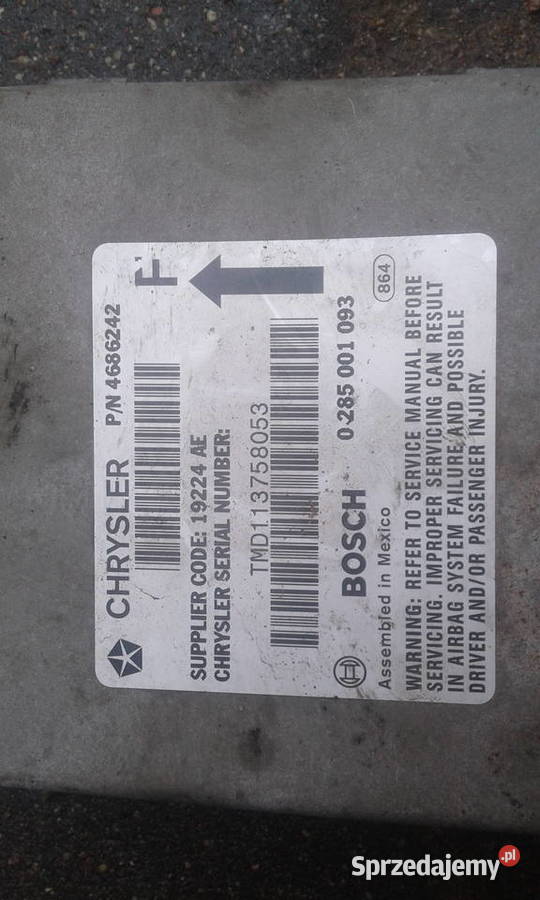 CHRYSLER P/N 4686242
F
SUPPLIER CODE: 19224 AE
CHRYSLER SERIAL NUMBER:
TMD113758053
BOSCH 0 285 001 093
Assembled in Mexico 864
WARNING: REFER TO SERVICE MANUAL BEFORE
SERVICING. IMPROPER SERVICING CAN RESULT
IN AIRBAG SYSTEM FAILURE AND POSSIBLE
DRIVER AND/OR PASSENGER INJURY.
Sprzedajemy.pl